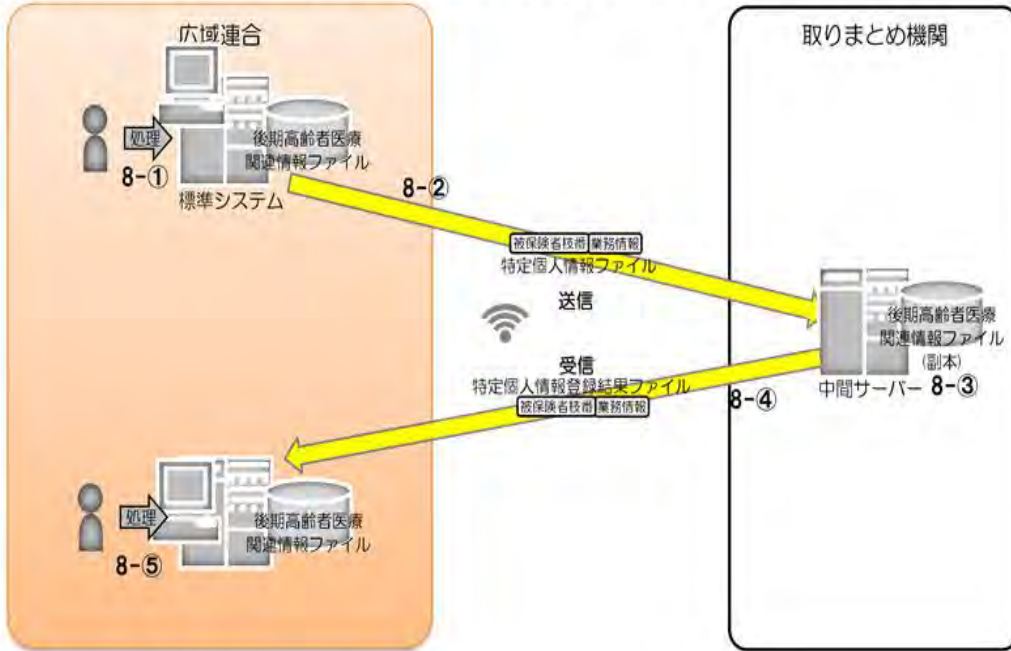 広域連合
処理
8-①
後期高齢者医療
関連情報ファイル
標準システム
8-②
被保険者枝番 業務情報
特定個人情報ファイル
送信
受信
特定個人情報登録結果ファイル
被保険者枝番 業務情報
8-④
取りまとめ機関
後期高齢者医療
関連情報ファイル
(副本)
中間サーバー 8-③
処理
8-⑤
後期高齢者医療
関連情報ファイル